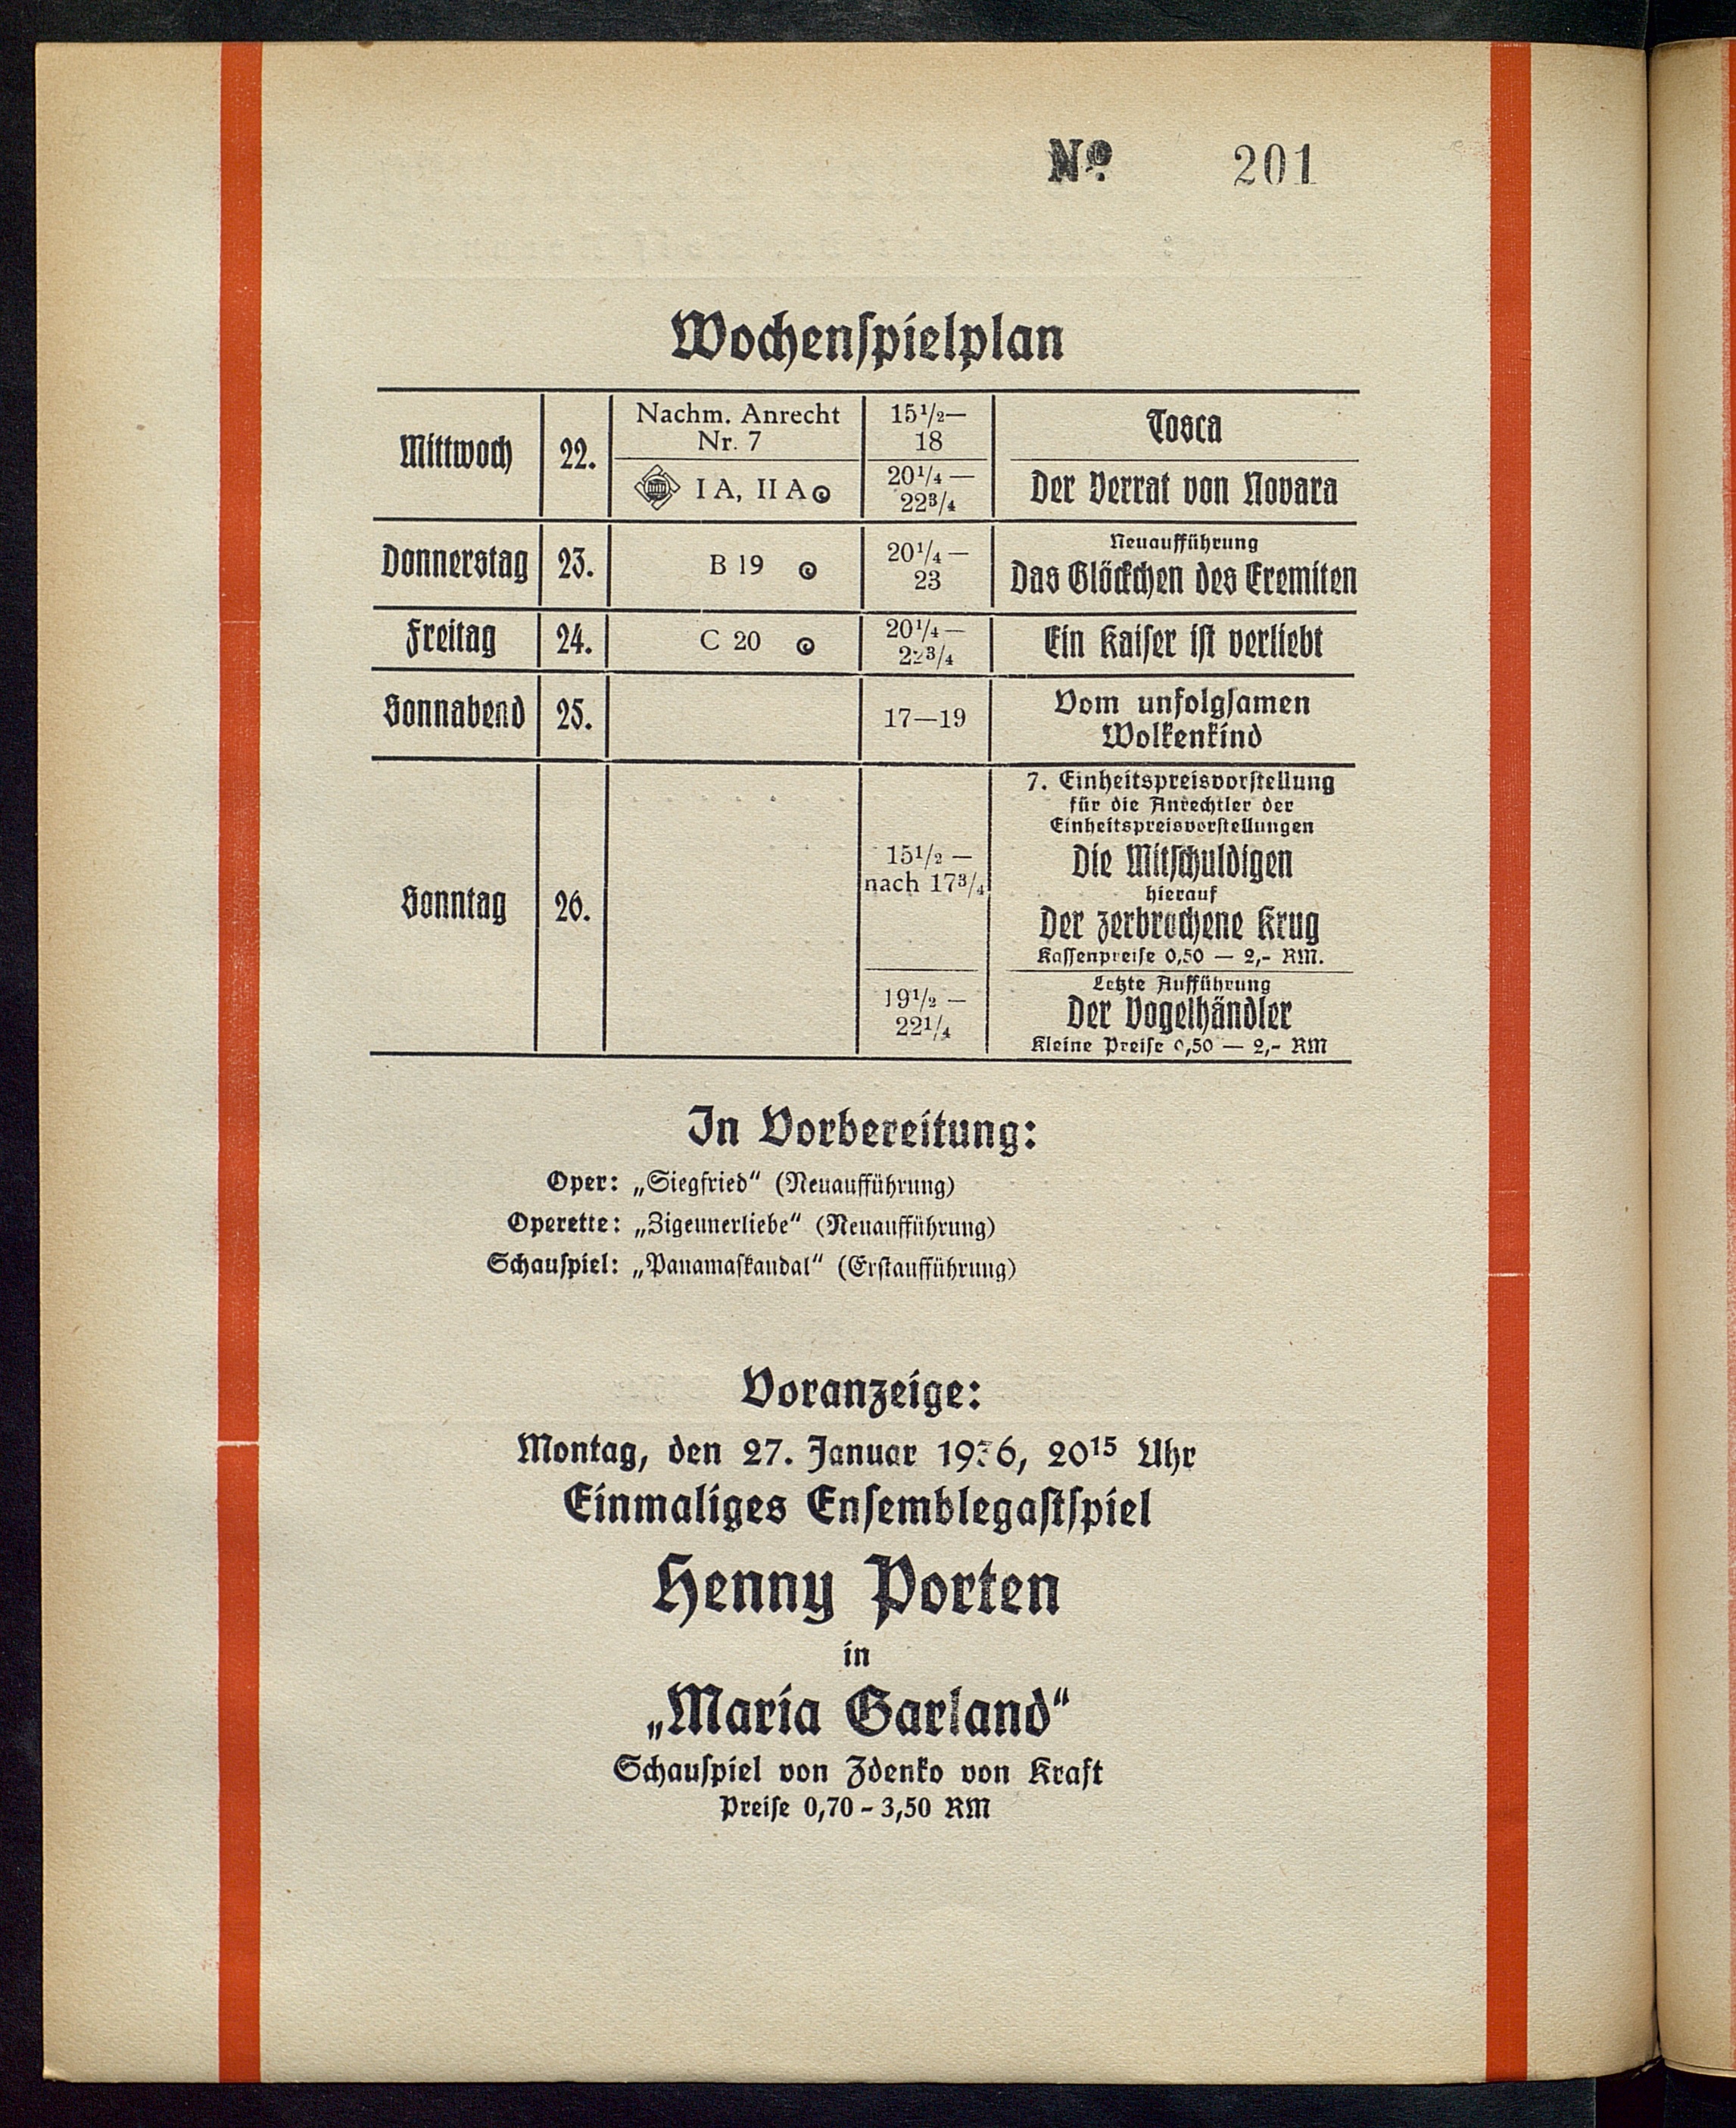 No. 201
Wochenspielplan
Mittwoch 22. Nachm. Anrecht Nr. 7 15½—18 Tosca
I A, II A 20¼—22¾ Der Verrat von Novara
Donnerstag 23. B 19 20¼—23 Neuaufführung
Das Glöckchen des Eremiten
Freitag 24. C 20 20¼—22¾ Ein Kaiser ist verliebt
Sonnabend 25. 17—19 Vom unfolgsamen
Wolkenkind
Sonntag 26. 15½—nach 17¾ 7. Einheitspreisvorstellung
für die Anrechtler der
Einheitspreisvorstellungen
Die Mitschuldigen
hierauf
Der zerbrochene Krug
Kassenpreise 0,50 — 2,- RM.
19½—22¼ Letzte Aufführung
Der Vogelhändler
Kleine Preise 0,50 — 2,- RM
In Vorbereitung:
Oper: „Siegfried“ (Neuaufführung)
Operette: „Zigeunerliebe“ (Neuaufführung)
Schauspiel: „Panamaskandal“ (Erstaufführung)
Voranzeige:
Montag, den 27. Januar 1936, 20¹⁵ Uhr
Einmaliges Ensemblegastspiel
Henny Porten
in
„Maria Garland“
Schauspiel von Zdenko von Kraft
Preise 0,70 - 3,50 RM